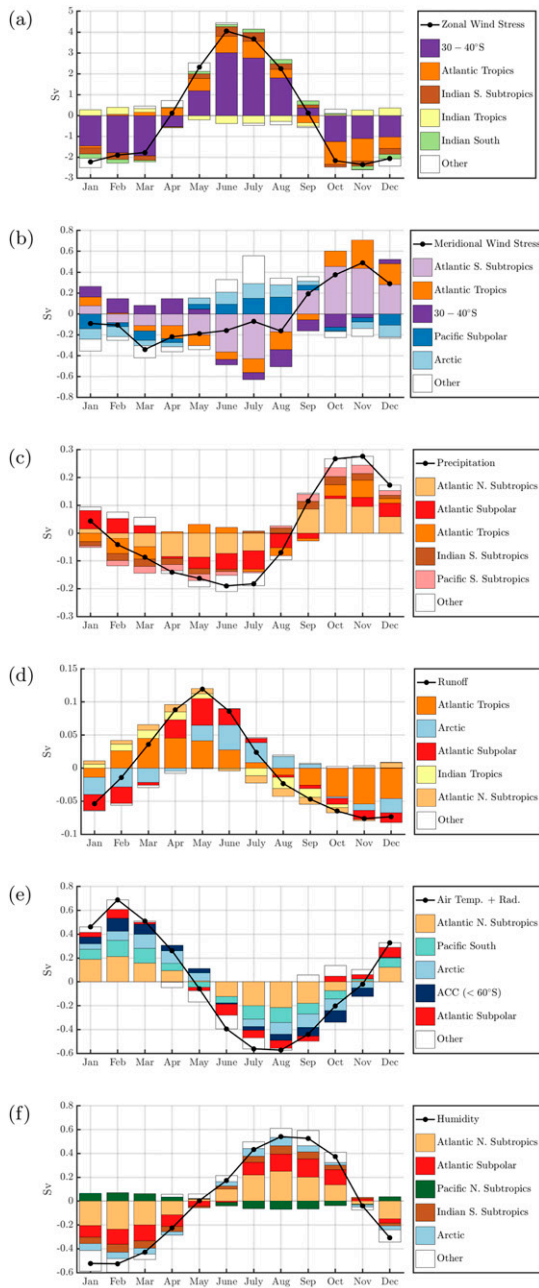 (a)
5
4
3
2
1
0
-1
-2
-3
Sv
Jan Feb Mar Apr May June July Aug Sep Oct Nov Dec
Zonal Wind Stress
30 − 40°S
Atlantic Tropics
Indian S. Subtropics
Indian Tropics
Indian South
Other
(b)
0.8
0.6
0.4
0.2
0
-0.2
-0.4
-0.6
-0.8
Sv
Jan Feb Mar Apr May June July Aug Sep Oct Nov Dec
Meridional Wind Stress
Atlantic S. Subtropics
Atlantic Tropics
30 − 40°S
Pacific Subpolar
Arctic
Other
(c)
0.3
0.2
0.1
0
-0.1
-0.2
-0.3
Sv
Jan Feb Mar Apr May June July Aug Sep Oct Nov Dec
Precipitation
Atlantic N. Subtropics
Atlantic Subpolar
Atlantic Tropics
Indian S. Subtropics
Pacific S. Subtropics
Other
(d)
0.15
0.1
0.05
0
-0.05
-0.1
Sv
Jan Feb Mar Apr May June July Aug Sep Oct Nov Dec
Runoff
Atlantic Tropics
Arctic
Atlantic Subpolar
Indian Tropics
Atlantic N. Subtropics
Other
(e)
0.8
0.6
0.4
0.2
0
-0.2
-0.4
-0.6
Sv
Jan Feb Mar Apr May June July Aug Sep Oct Nov Dec
Air Temp. + Rad.
Atlantic N. Subtropics
Pacific South
Arctic
ACC (< 60°S)
Atlantic Subpolar
Other
(f)
0.8
0.6
0.4
0.2
0
-0.2
-0.4
-0.6
Sv
Jan Feb Mar Apr May June July Aug Sep Oct Nov Dec
Humidity
Atlantic N. Subtropics
Atlantic Subpolar
Pacific N. Subtropics
Indian S. Subtropics
Arctic
Other